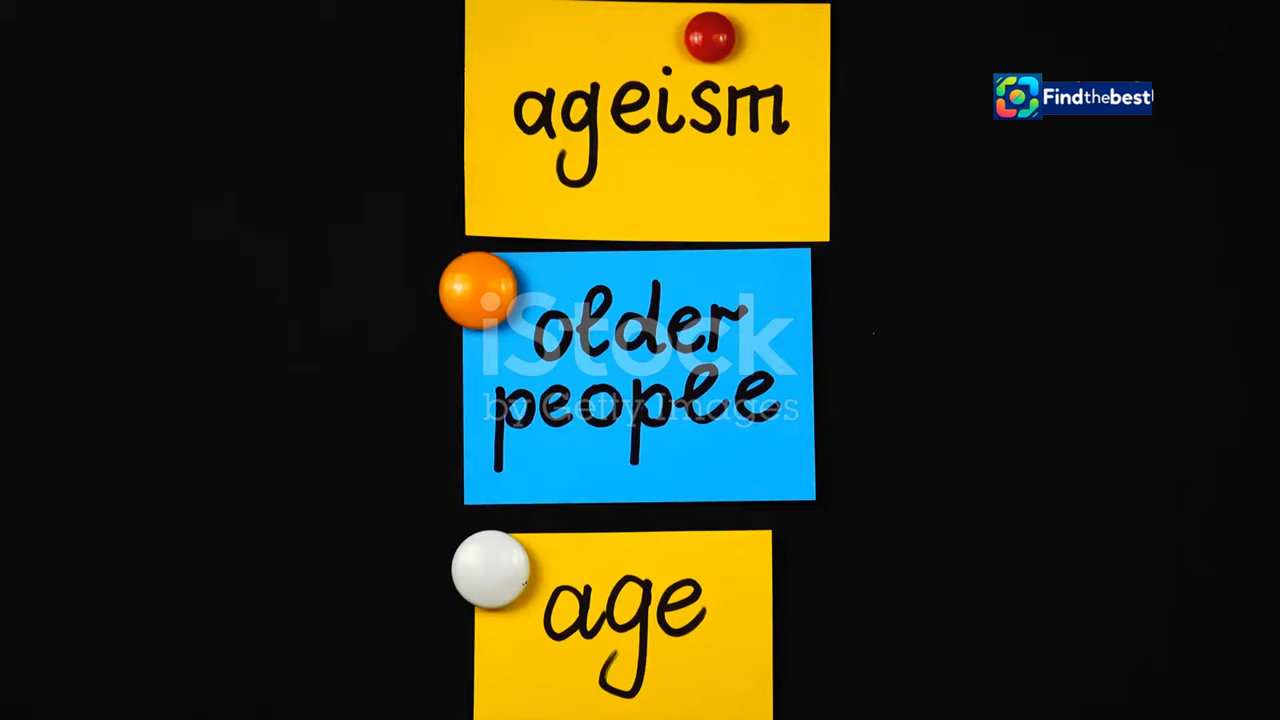 ageism
Findthebest
older
people
iStock
by Getty Images
age